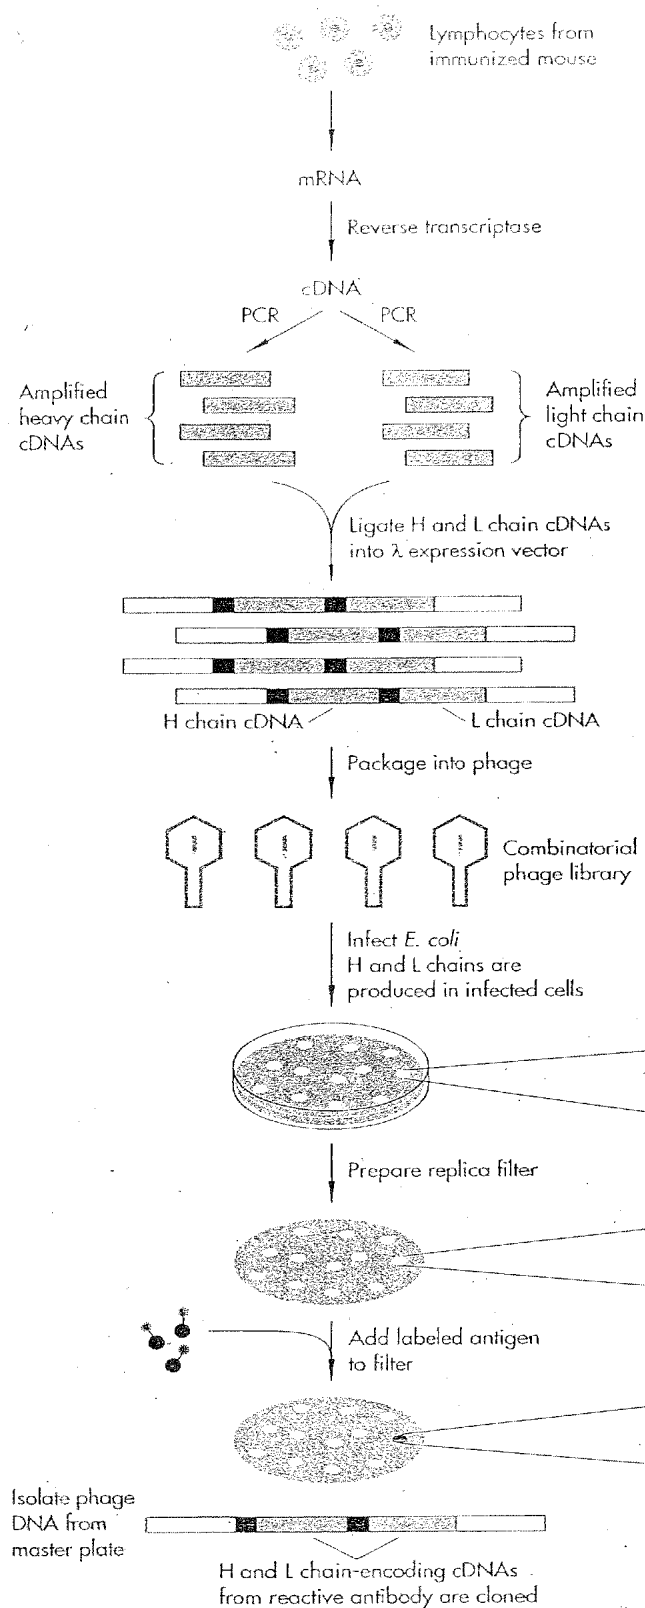 Lymphocytes from
immunized mouse
mRNA
Reverse transcriptase
cDNA
PCR
PCR
Amplified
heavy chain
cDNAs
Amplified
light chain
cDNAs
Ligate H and L chain cDNAs
into λ expression vector
H chain cDNA
L chain cDNA
Package into phage
Combinatorial
phage library
Infect E. coli
H and L chains are
produced in infected cells
Prepare replica filter
Add labeled antigen
to filter
Isolate phage
DNA from
master plate
H and L chain-encoding cDNAs
from reactive antibody are cloned